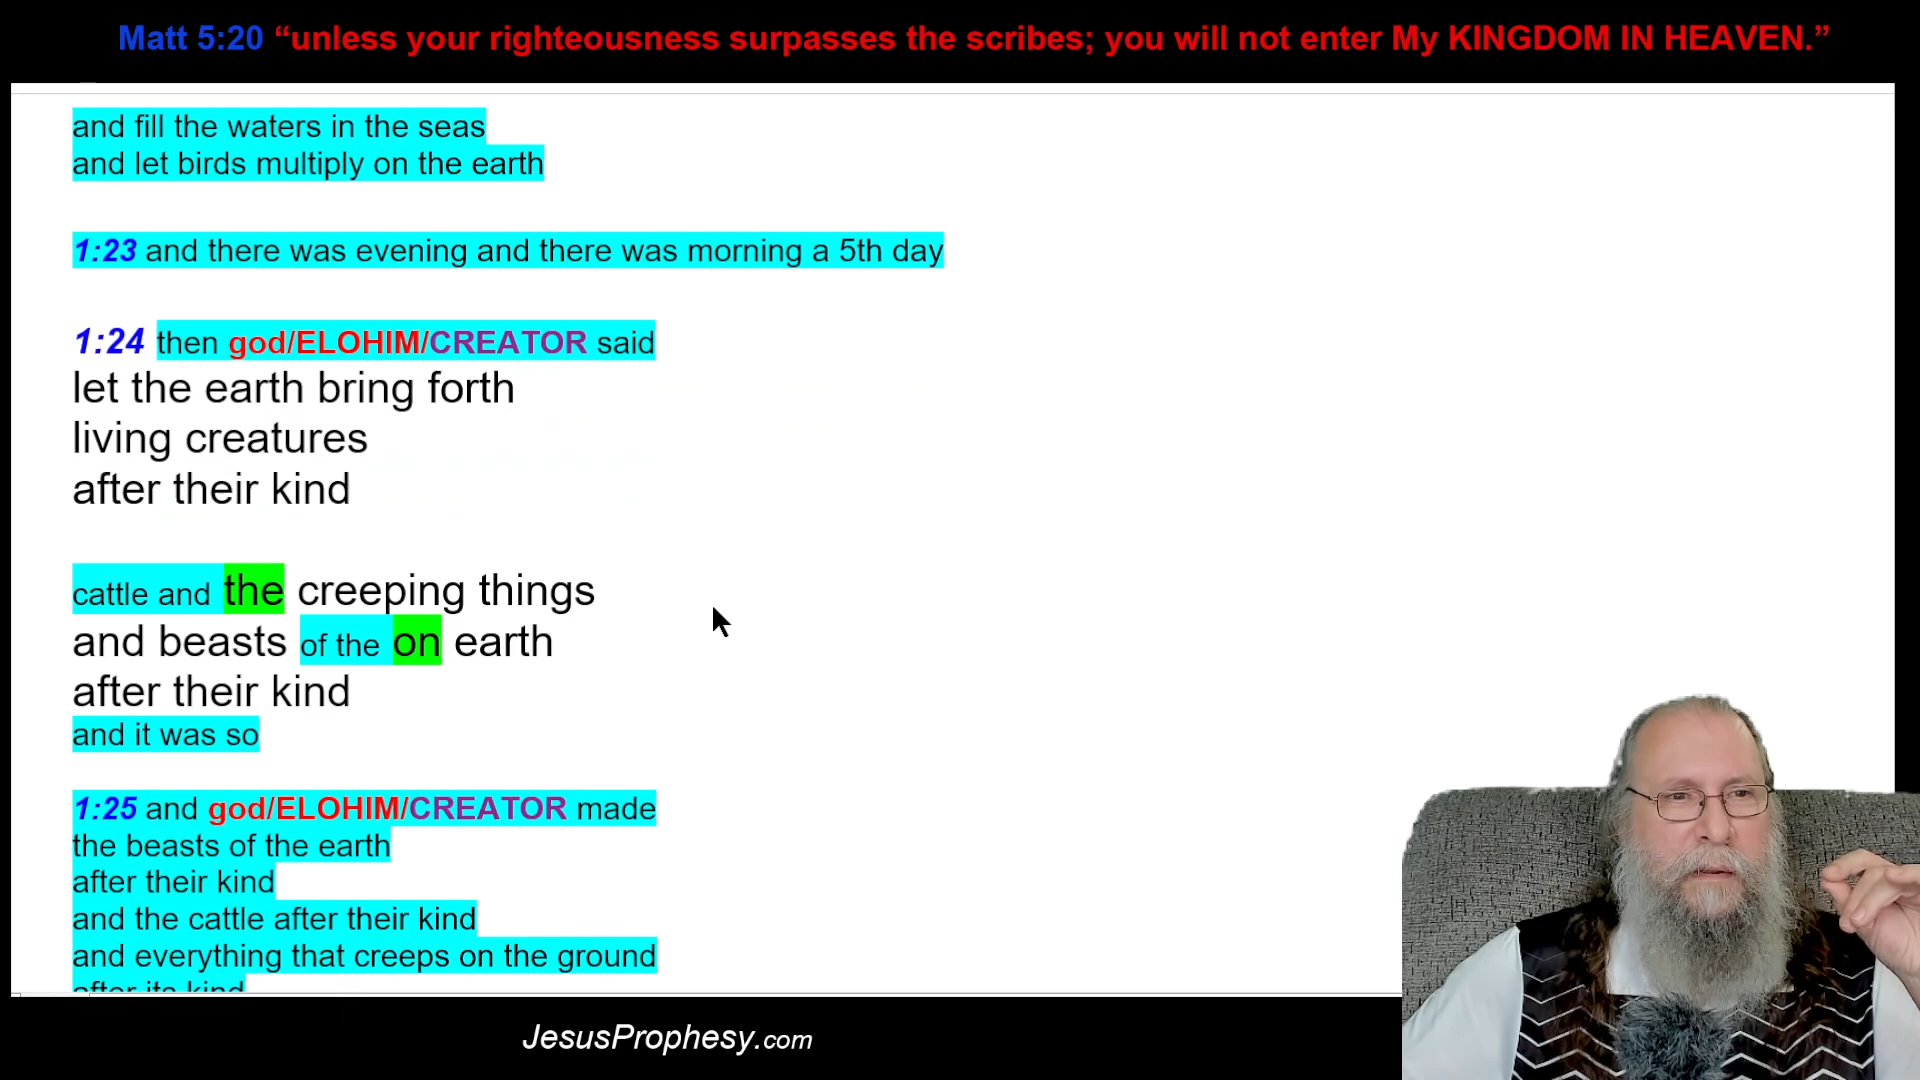 Matt 5:20 “unless your righteousness surpasses the scribes; you will not enter My KINGDOM IN HEAVEN.”
and fill the waters in the seas
and let birds multiply on the earth
1:23 and there was evening and there was morning a 5th day
1:24 then god/ELOHIM/CREATOR said
let the earth bring forth
living creatures
after their kind
cattle and the creeping things
and beasts of the on earth
after their kind
and it was so
1:25 and god/ELOHIM/CREATOR made
the beasts of the earth
after their kind
and the cattle after their kind
and everything that creeps on the ground
after its kind
JesusProphesy.com